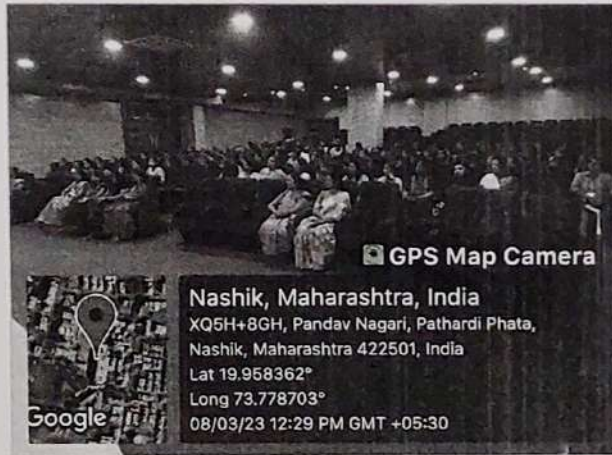 GPS Map Camera
Nashik, Maharashtra, India
XQ5H+8GH, Pandav Nagari, Pathardi Phata,
Nashik, Maharashtra 422501, India
Lat 19.958362°
Long 73.778703°
08/03/23 12:29 PM GMT +05:30
Google